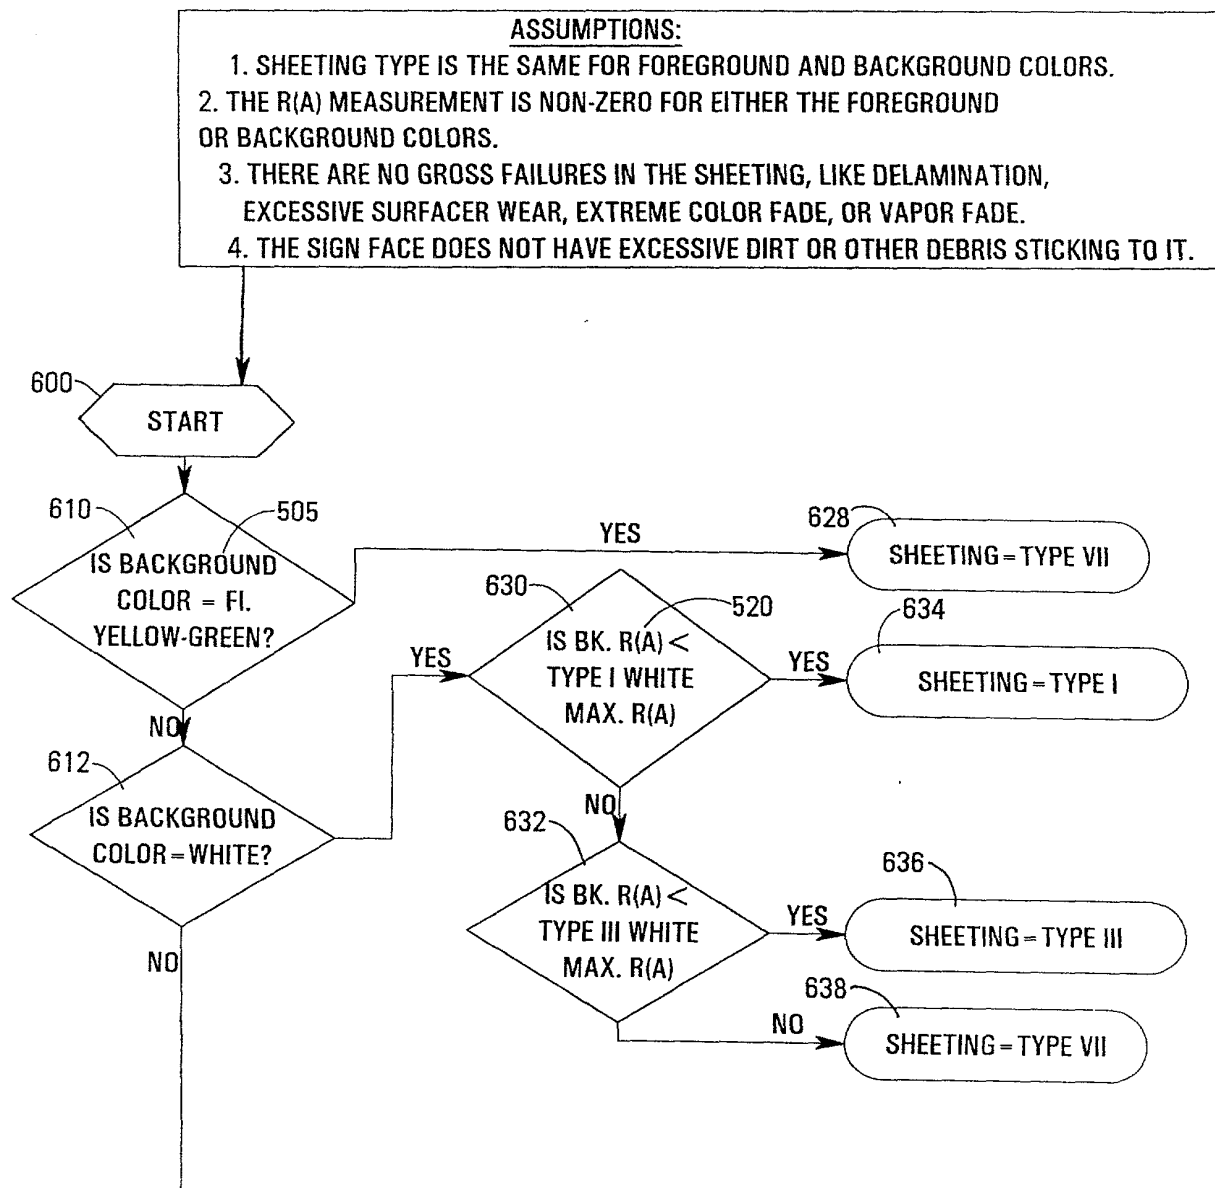 ASSUMPTIONS:
1. SHEETING TYPE IS THE SAME FOR FOREGROUND AND BACKGROUND COLORS.
2. THE R(A) MEASUREMENT IS NON-ZERO FOR EITHER THE FOREGROUND
OR BACKGROUND COLORS.
3. THERE ARE NO GROSS FAILURES IN THE SHEETING, LIKE DELAMINATION,
EXCESSIVE SURFACER WEAR, EXTREME COLOR FADE, OR VAPOR FADE.
4. THE SIGN FACE DOES NOT HAVE EXCESSIVE DIRT OR OTHER DEBRIS STICKING TO IT.
600
START
610
505
IS BACKGROUND
COLOR = Fl.
YELLOW-GREEN?
YES
628
SHEETING = TYPE VII
NO
612
IS BACKGROUND
COLOR = WHITE?
YES
NO
630
520
IS BK. R(A) <
TYPE I WHITE
MAX. R(A)
YES
634
SHEETING = TYPE I
NO
632
IS BK. R(A) <
TYPE III WHITE
MAX. R(A)
YES
636
SHEETING = TYPE III
NO
638
SHEETING = TYPE VII